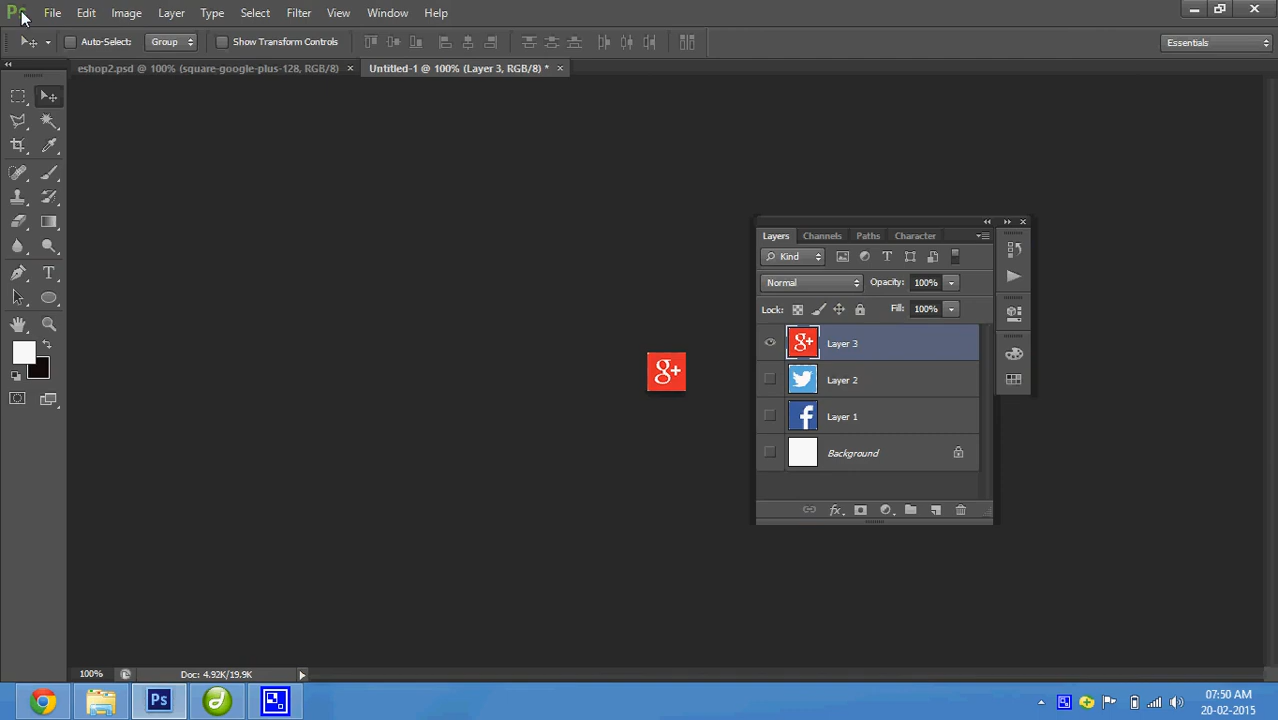 Ps File Edit Image Layer Type Select Filter View Window Help
Auto-Select: Group Show Transform Controls Essentials
eshop2.psd @ 100% (square-google-plus-128, RGB/8) × Untitled-1 @ 100% (Layer 3, RGB/8) * ×
Layers Channels Paths Character
Kind
Normal Opacity: 100%
Lock: Fill: 100%
g+ Layer 3
g+
Layer 2
f Layer 1
Background
fx
100% Doc: 4.92K/19.9K
Ps
07:50 AM
20-02-2015